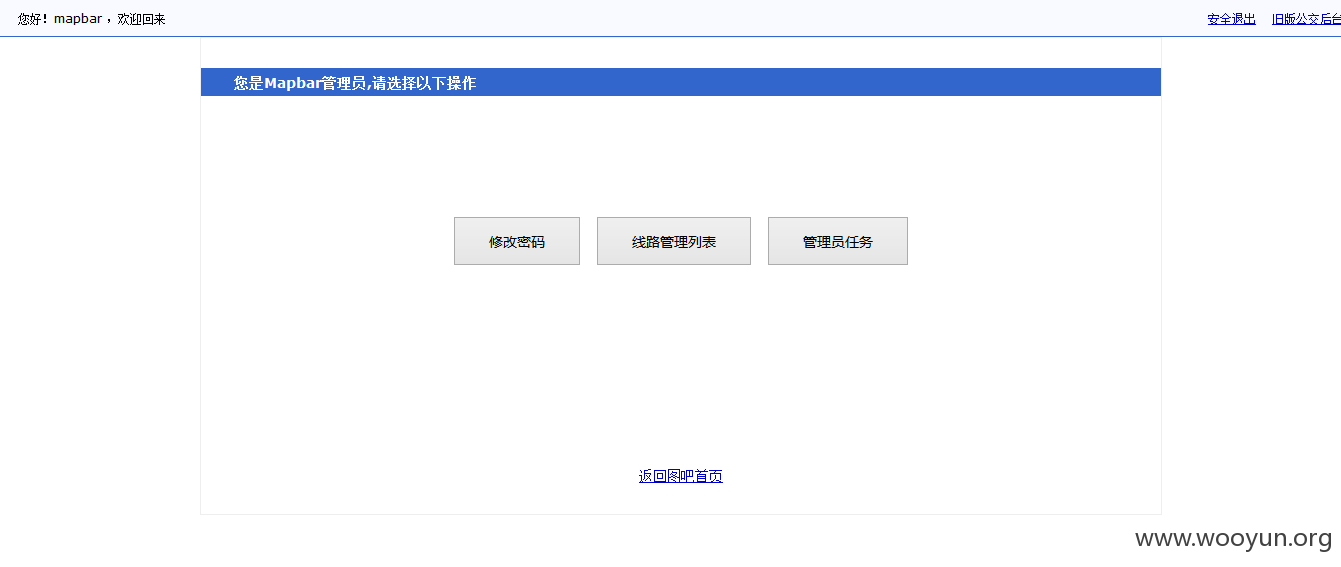 您好！mapbar ，欢迎回来
安全退出 旧版公交后台
您是Mapbar管理员,请选择以下操作
修改密码 线路管理列表 管理员任务
返回图吧首页
www.wooyun.org